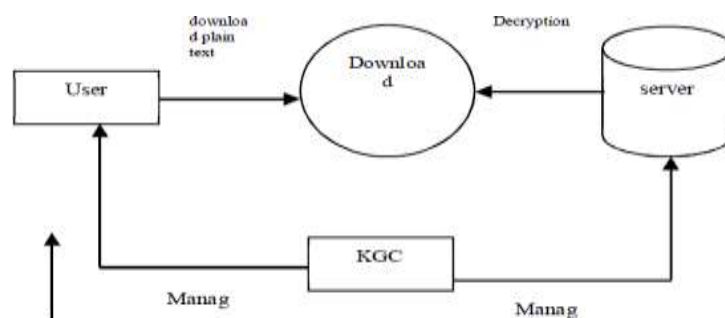 downloa
d plain
text
Decryption
User
Downloa
d
server
KGC
Manag
Manag